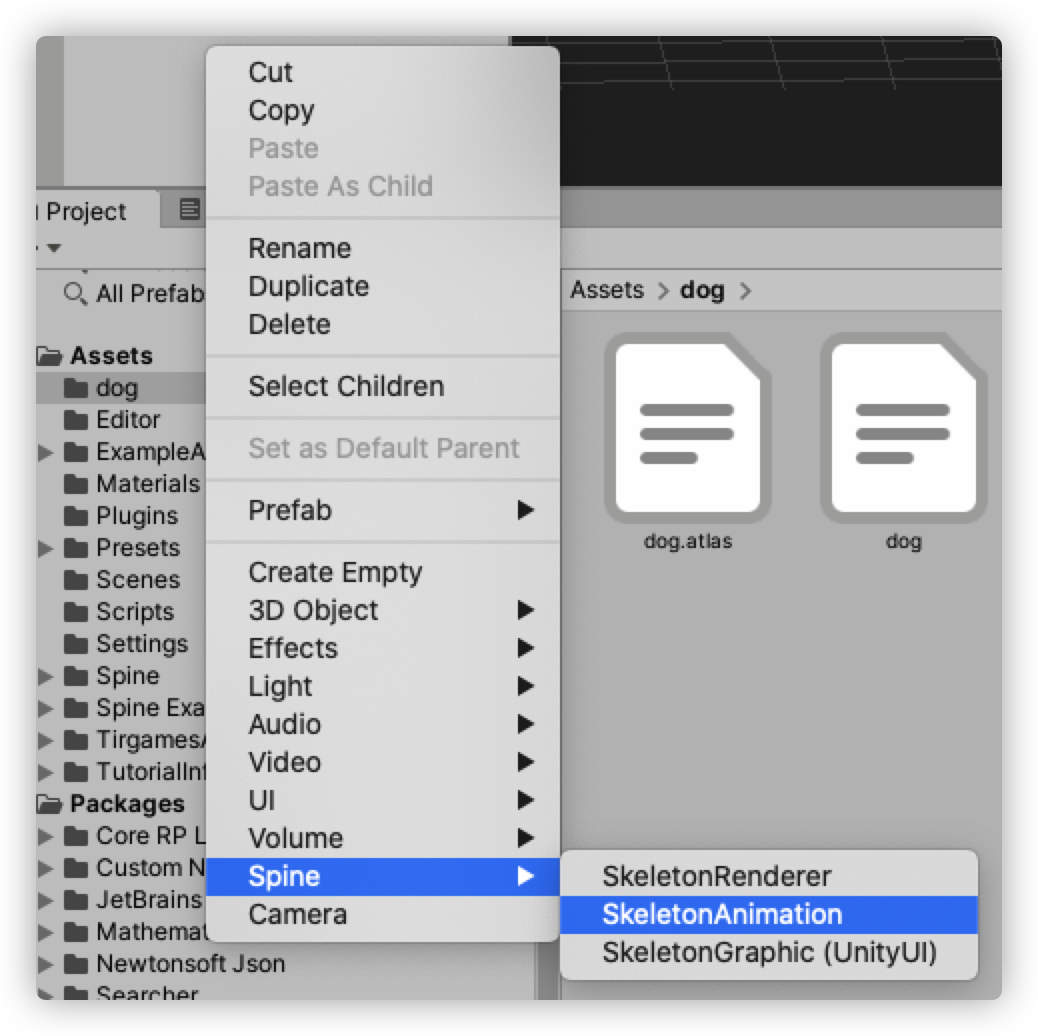 Cut
Copy
Paste
Paste As Child
Rename
Duplicate
Delete
Select Children
Set as Default Parent
Prefab
Create Empty
3D Object
Effects
Light
Audio
Video
UI
Volume
Spine
Camera
SkeletonRenderer
SkeletonAnimation
SkeletonGraphic (UnityUI)
Project
All Prefab
Assets
dog
Editor
ExampleA
Materials
Plugins
Presets
Scenes
Scripts
Settings
Spine
Spine Exa
Tirgames
TutorialInf
Packages
Core RP L
Custom N
JetBrains
Mathemat
Newtonsoft Json
Searcher
Assets > dog >
dog.atlas
dog